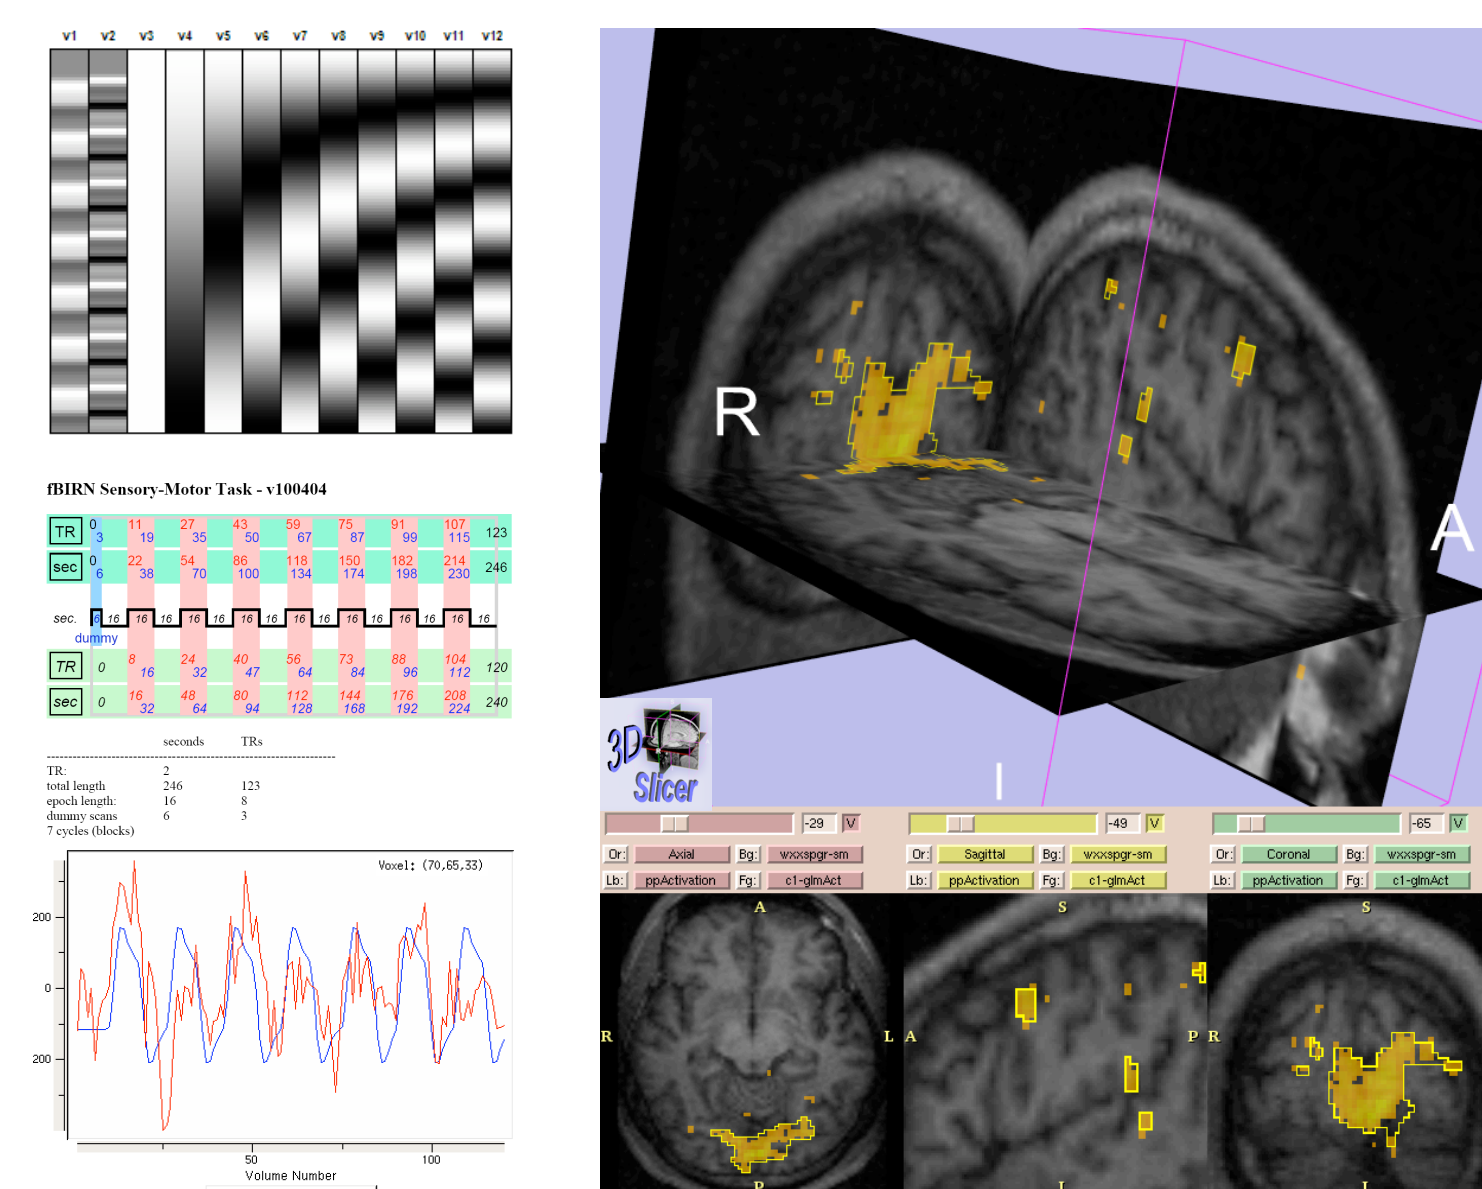 v1 v2 v3 v4 v5 v6 v7 v8 v9 v10 v11 v12
fBIRN Sensory-Motor Task - v100404
TR 0 11 27 43 59 75 91 107 123
3 19 35 50 67 87 99 115
sec 0 22 54 86 118 150 182 214 246
6 38 70 100 134 174 198 230
sec. 6 16 16 16 16 16 16 16 16 16 16 16 16 16 16 16
dummy
TR 0 8 24 40 56 73 88 104 120
16 32 47 64 84 96 112
sec 0 16 48 80 112 144 176 208 240
32 64 94 128 168 192 224
seconds TRs
TR: 2
total length 246 123
epoch length: 16 8
dummy scans 6 3
7 cycles (blocks)
Voxel: (70,65,33)
200
0
200
50 100
Volume Number
R
A
I
3D
Slicer
-29 V -49 V -65 V
Or: Axial Bg: wxxspgr-sm Or: Sagittal Bg: wxxspgr-sm Or: Coronal Bg: wxxspgr-sm
Lb: ppActivation Fg: c1-glmAct Lb: ppActivation Fg: c1-glmAct Lb: ppActivation Fg: c1-glmAct
A S S
R L A P R
P I I